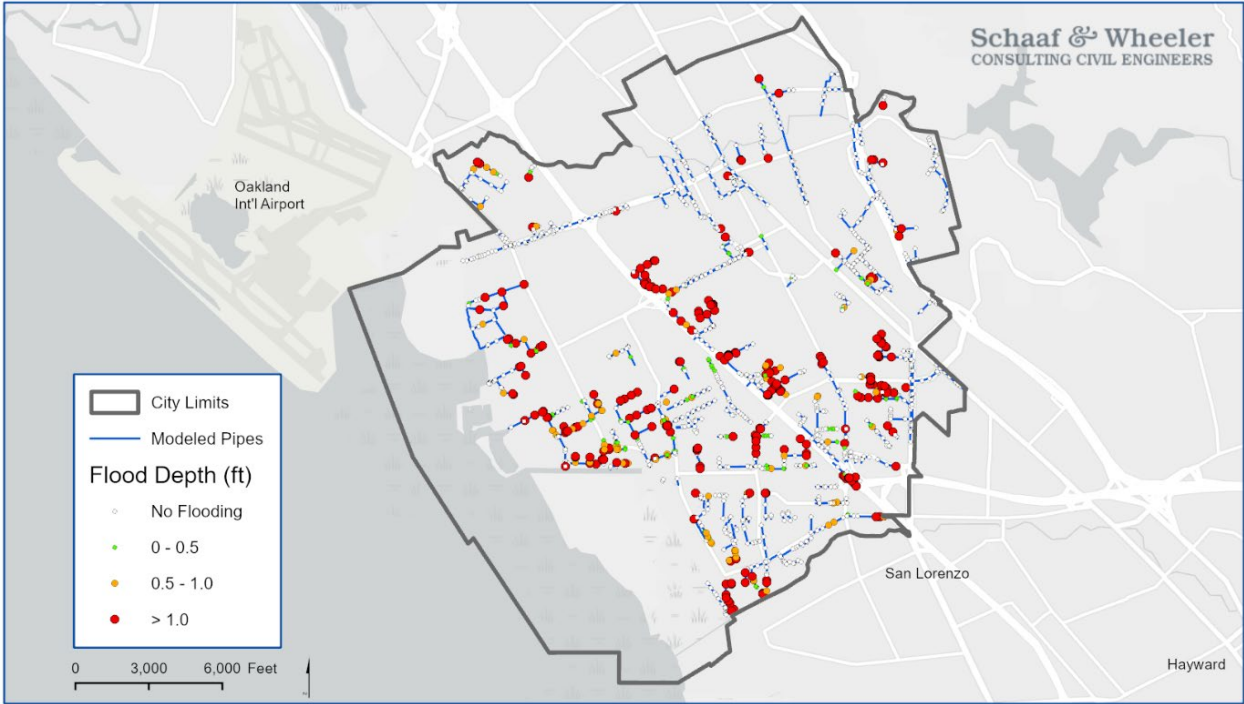 Schaaf & Wheeler
CONSULTING CIVIL ENGINEERS
Oakland
Int'l Airport
City Limits
Modeled Pipes
Flood Depth (ft)
No Flooding
0 - 0.5
0.5 - 1.0
> 1.0
0 3,000 6,000 Feet
San Lorenzo
Hayward